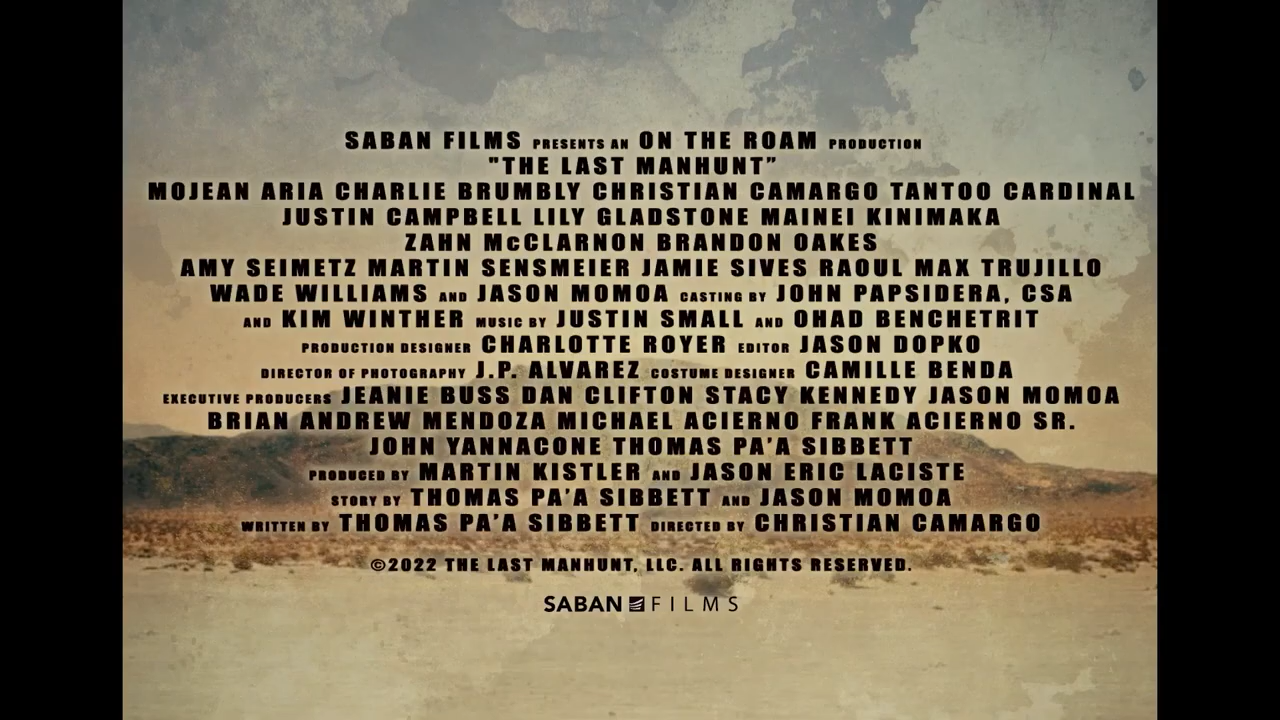 SABAN FILMS PRESENTS AN ON THE ROAM PRODUCTION
"THE LAST MANHUNT”
MOJEAN ARIA CHARLIE BRUMBLY CHRISTIAN CAMARGO TANTOO CARDINAL
JUSTIN CAMPBELL LILY GLADSTONE MAINEI KINIMAKA
ZAHN McCLARNON BRANDON OAKES
AMY SEIMETZ MARTIN SENSMEIER JAMIE SIVES RAOUL MAX TRUJILLO
WADE WILLIAMS AND JASON MOMOA CASTING BY JOHN PAPSIDERA, CSA
AND KIM WINTHER MUSIC BY JUSTIN SMALL AND OHAD BENCHETRIT
PRODUCTION DESIGNER CHARLOTTE ROYER EDITOR JASON DOPKO
DIRECTOR OF PHOTOGRAPHY J.P. ALVAREZ COSTUME DESIGNER CAMILLE BENDA
EXECUTIVE PRODUCERS JEANIE BUSS DAN CLIFTON STACY KENNEDY JASON MOMOA
BRIAN ANDREW MENDOZA MICHAEL ACIERNO FRANK ACIERNO SR.
JOHN YANNACONE THOMAS PA’A SIBBETT
PRODUCED BY MARTIN KISTLER AND JASON ERIC LACISTE
STORY BY THOMAS PA’A SIBBETT AND JASON MOMOA
WRITTEN BY THOMAS PA’A SIBBETT DIRECTED BY CHRISTIAN CAMARGO
©2022 THE LAST MANHUNT, LLC. ALL RIGHTS RESERVED.
SABAN FILMS